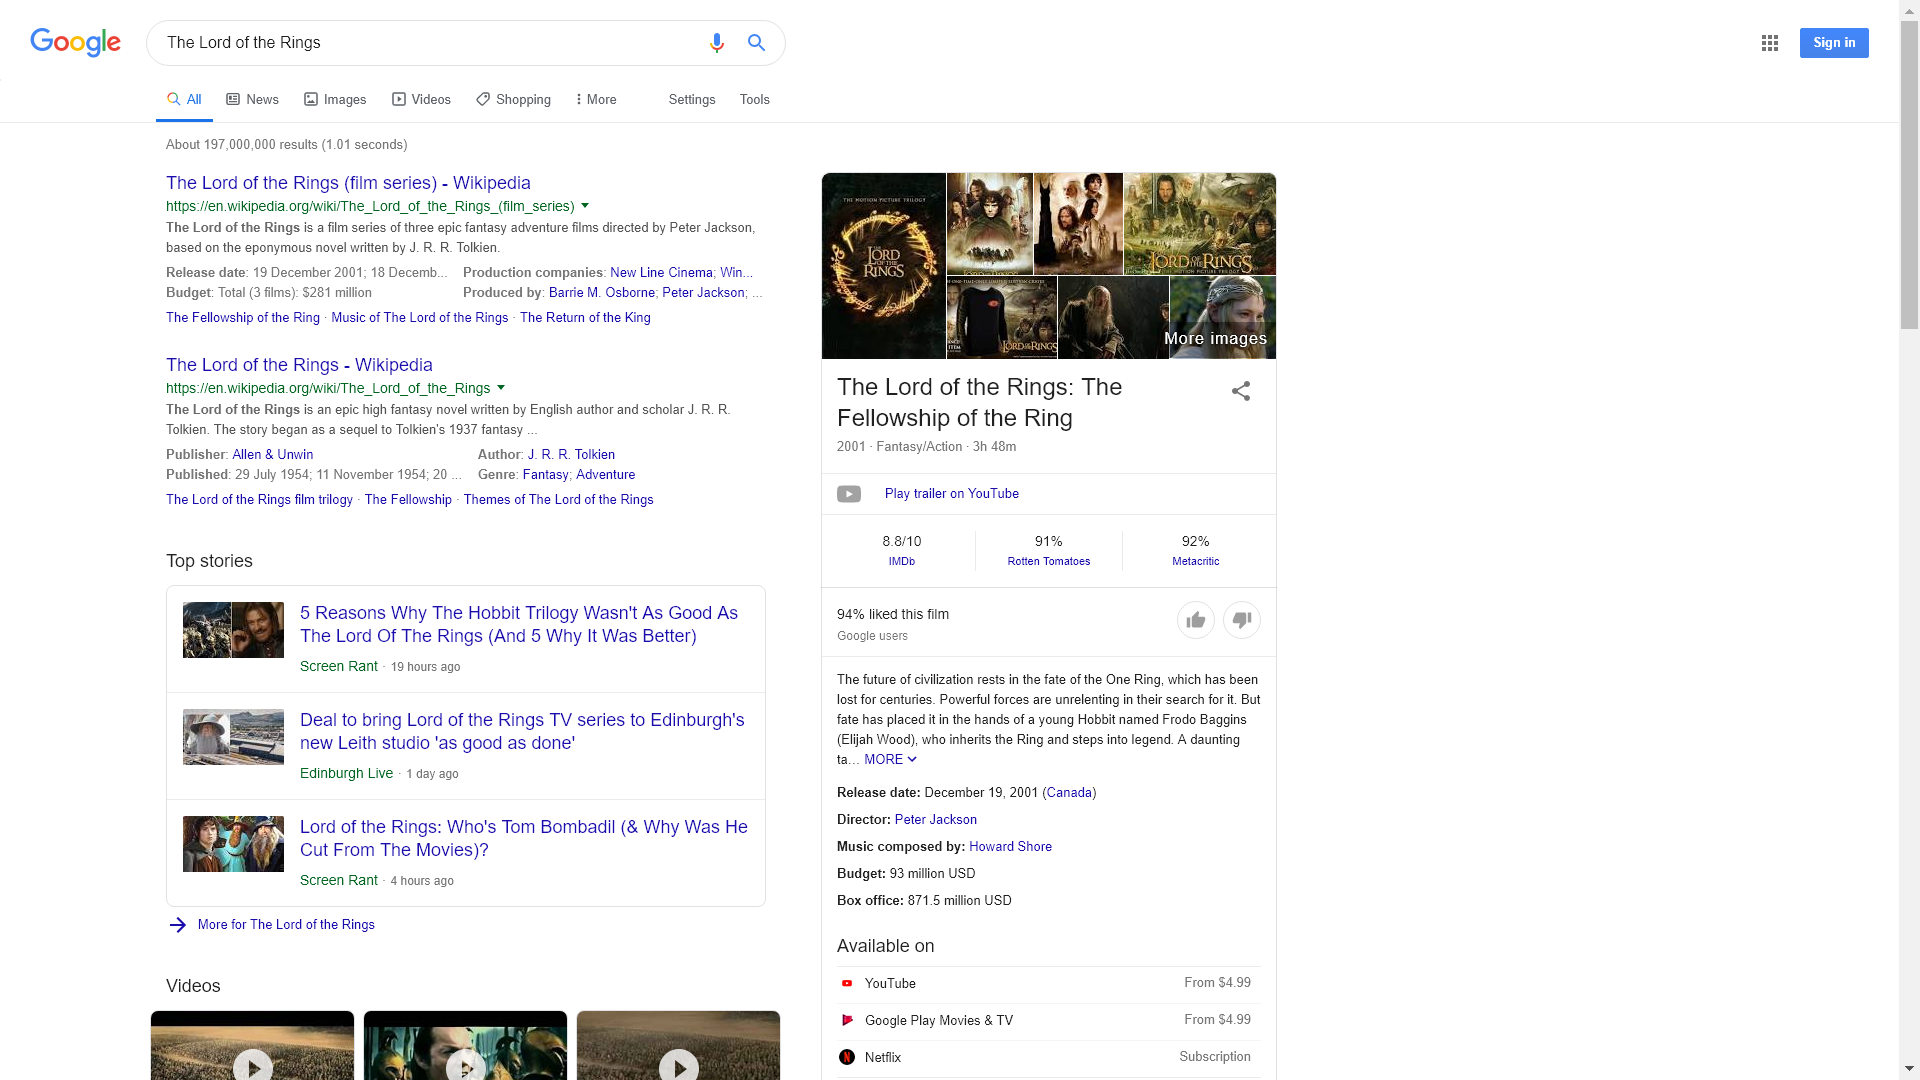 Google
The Lord of the Rings
Sign in
All
News
Images
Videos
Shopping
More
Settings
Tools
About 197,000,000 results (1.01 seconds)
The Lord of the Rings (film series) - Wikipedia
https://en.wikipedia.org/wiki/The_Lord_of_the_Rings_(film_series)
The Lord of the Rings is a film series of three epic fantasy adventure films directed by Peter Jackson,
based on the eponymous novel written by J. R. R. Tolkien.
Release date: 19 December 2001; 18 Decemb...
Production companies: New Line Cinema; Win...
Budget: Total (3 films): $281 million
Produced by: Barrie M. Osborne; Peter Jackson; ...
The Fellowship of the Ring · Music of The Lord of the Rings · The Return of the King
The Lord of the Rings - Wikipedia
https://en.wikipedia.org/wiki/The_Lord_of_the_Rings
The Lord of the Rings is an epic high fantasy novel written by English author and scholar J. R. R.
Tolkien. The story began as a sequel to Tolkien's 1937 fantasy ...
Publisher: Allen & Unwin
Author: J. R. R. Tolkien
Published: 29 July 1954; 11 November 1954; 20 ...
Genre: Fantasy; Adventure
The Lord of the Rings film trilogy · The Fellowship · Themes of The Lord of the Rings
Top stories
5 Reasons Why The Hobbit Trilogy Wasn't As Good As
The Lord Of The Rings (And 5 Why It Was Better)
Screen Rant · 19 hours ago
Deal to bring Lord of the Rings TV series to Edinburgh's
new Leith studio 'as good as done'
Edinburgh Live · 1 day ago
Lord of the Rings: Who's Tom Bombadil (& Why Was He
Cut From The Movies)?
Screen Rant · 4 hours ago
More for The Lord of the Rings
Videos
THE MOTION PICTURE TRILOGY
THE
LORD
OF THE
RINGS
LORD OF THE RINGS
LORD OF THE RINGS
More images
The Lord of the Rings: The
Fellowship of the Ring
2001 · Fantasy/Action · 3h 48m
Play trailer on YouTube
8.8/10
IMDb
91%
Rotten Tomatoes
92%
Metacritic
94% liked this film
Google users
The future of civilization rests in the fate of the One Ring, which has been
lost for centuries. Powerful forces are unrelenting in their search for it. But
fate has placed it in the hands of a young Hobbit named Frodo Baggins
(Elijah Wood), who inherits the Ring and steps into legend. A daunting
ta... MORE
Release date: December 19, 2001 (Canada)
Director: Peter Jackson
Music composed by: Howard Shore
Budget: 93 million USD
Box office: 871.5 million USD
Available on
YouTube
From $4.99
Google Play Movies & TV
From $4.99
Netflix
Subscription